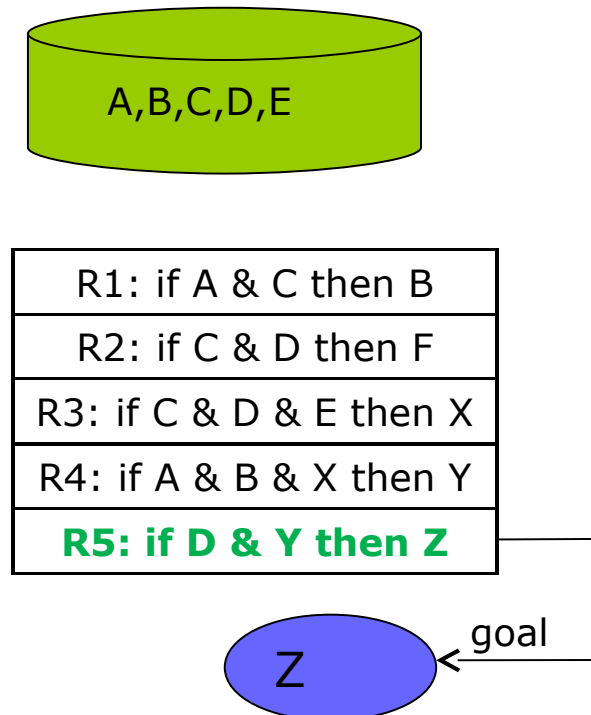 A,B,C,D,E
R1: if A & C then B
R2: if C & D then F
R3: if C & D & E then X
R4: if A & B & X then Y
R5: if D & Y then Z
goal
Z